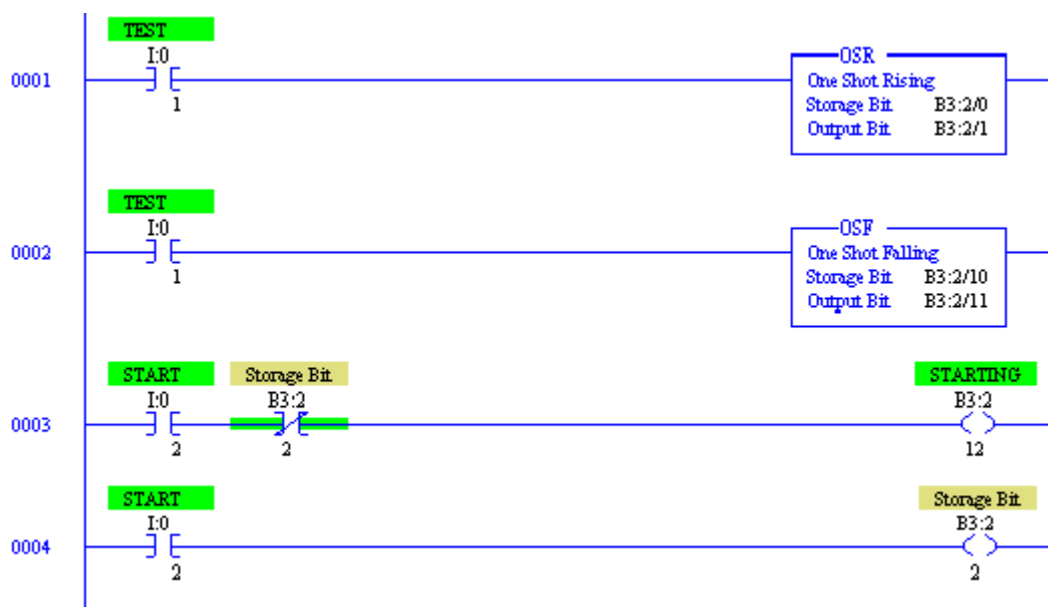 TEST
I:0
0001
1
OSR
One Shot Rising
Storage Bit B3:2/0
Output Bit B3:2/1
TEST
I:0
0002
1
OSF
One Shot Falling
Storage Bit B3:2/10
Output Bit B3:2/11
START Storage Bit STARTING
I:0 B3:2 B3:2
0003
2 2 12
START Storage Bit
I:0 B3:2
0004
2 2